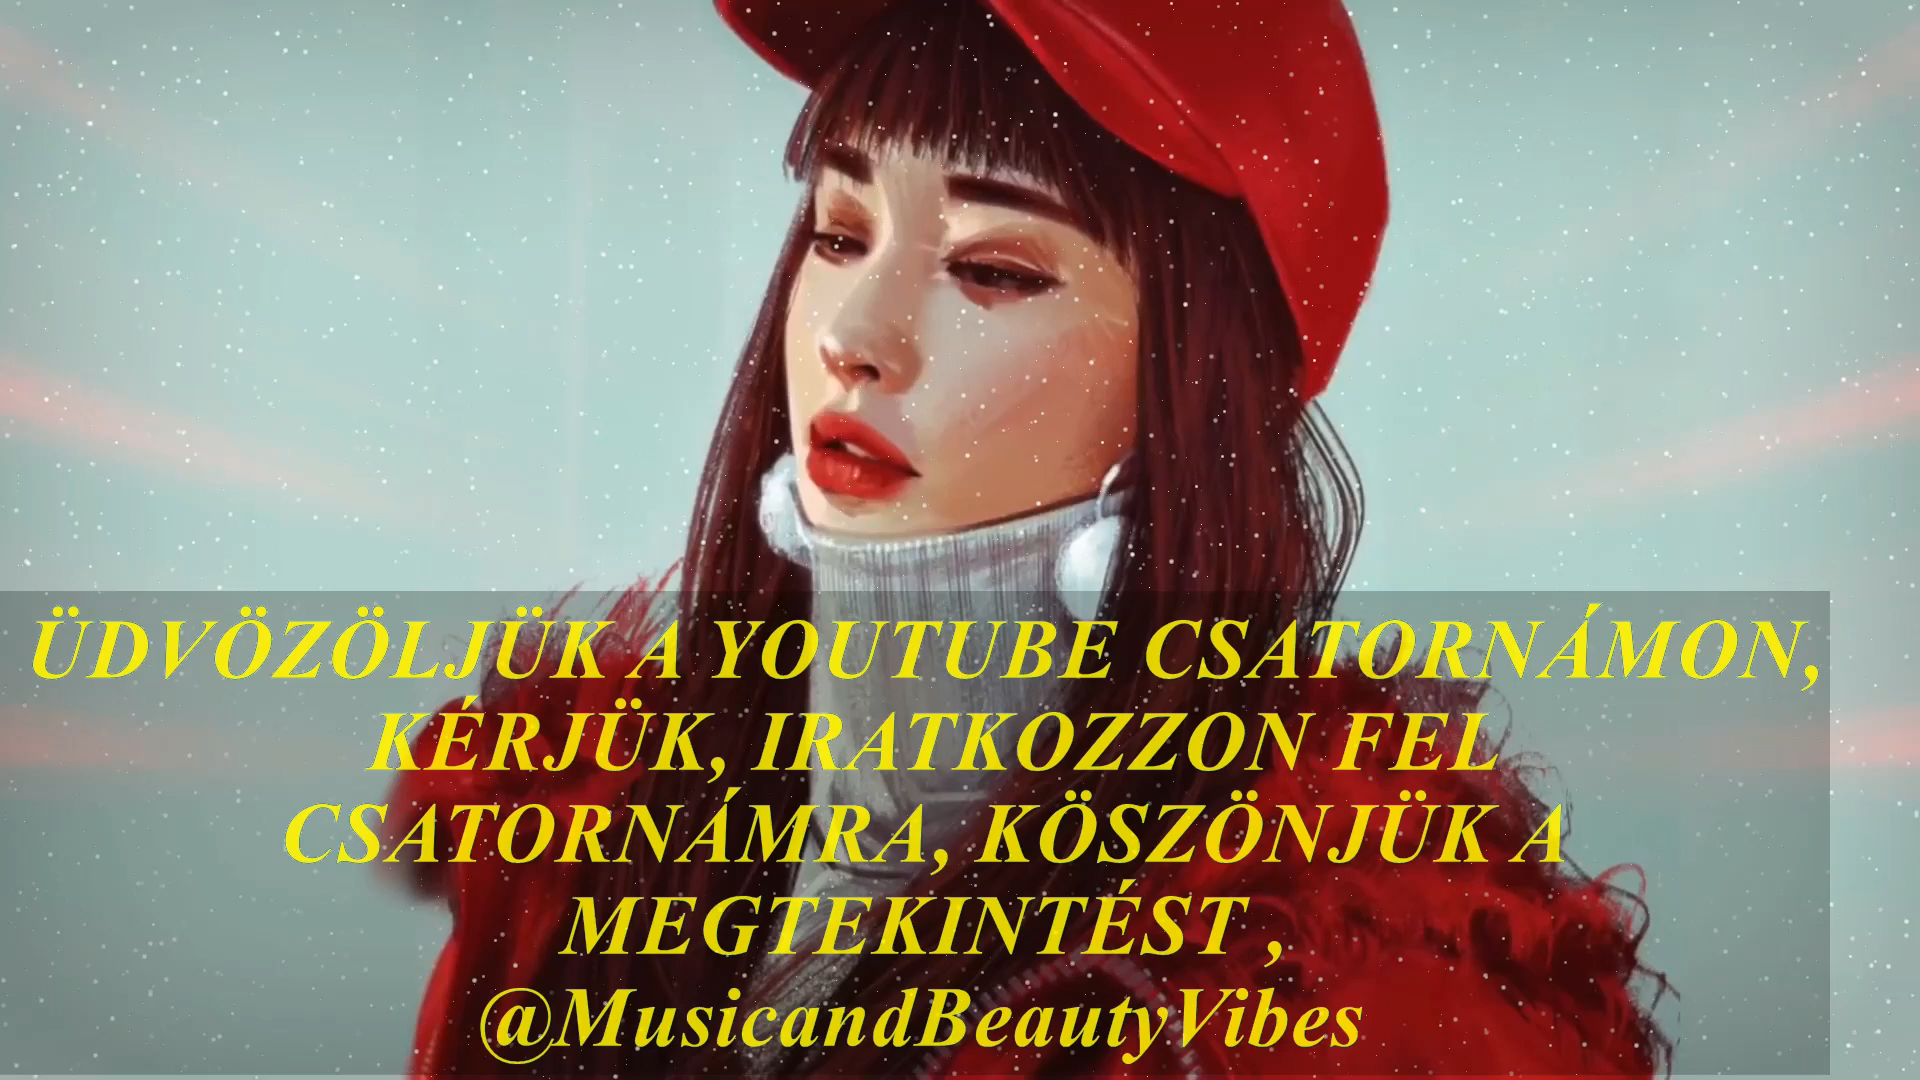 ÜDVÖZÖLJÜK A YOUTUBE CSATORNÁMON,
KÉRJÜK, IRATKOZZON FEL
CSATORNÁMRA, KÖSZÖNJÜK A
MEGTEKINTÉST ,
@MusicandBeautyVibes